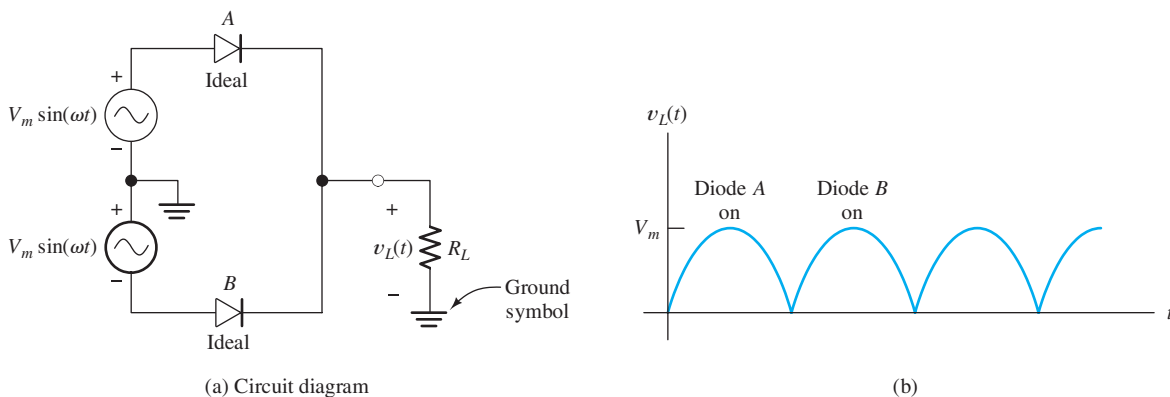 A
Ideal
+
V_m sin(ωt)
−
+
V_m sin(ωt)
−
B
Ideal
+
v_L(t)
R_L
−
Ground
symbol
(a) Circuit diagram
v_L(t)
Diode A
on
Diode B
on
V_m
t
(b)